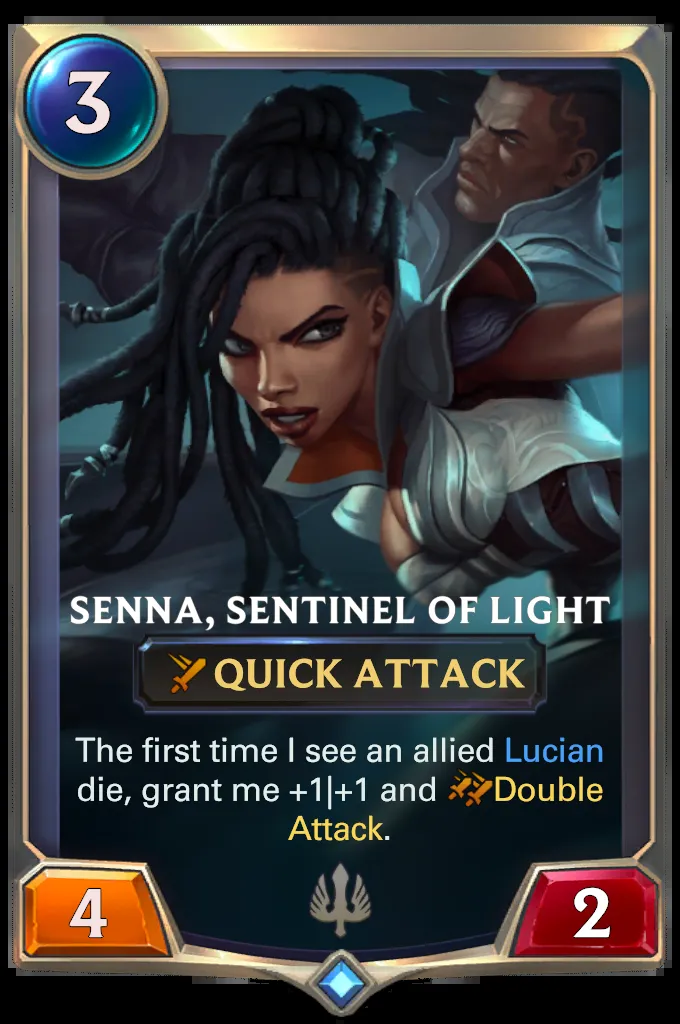 3
SENNA, SENTINEL OF LIGHT
QUICK ATTACK
The first time I see an allied Lucian
die, grant me +1|+1 and Double
Attack.
4
2